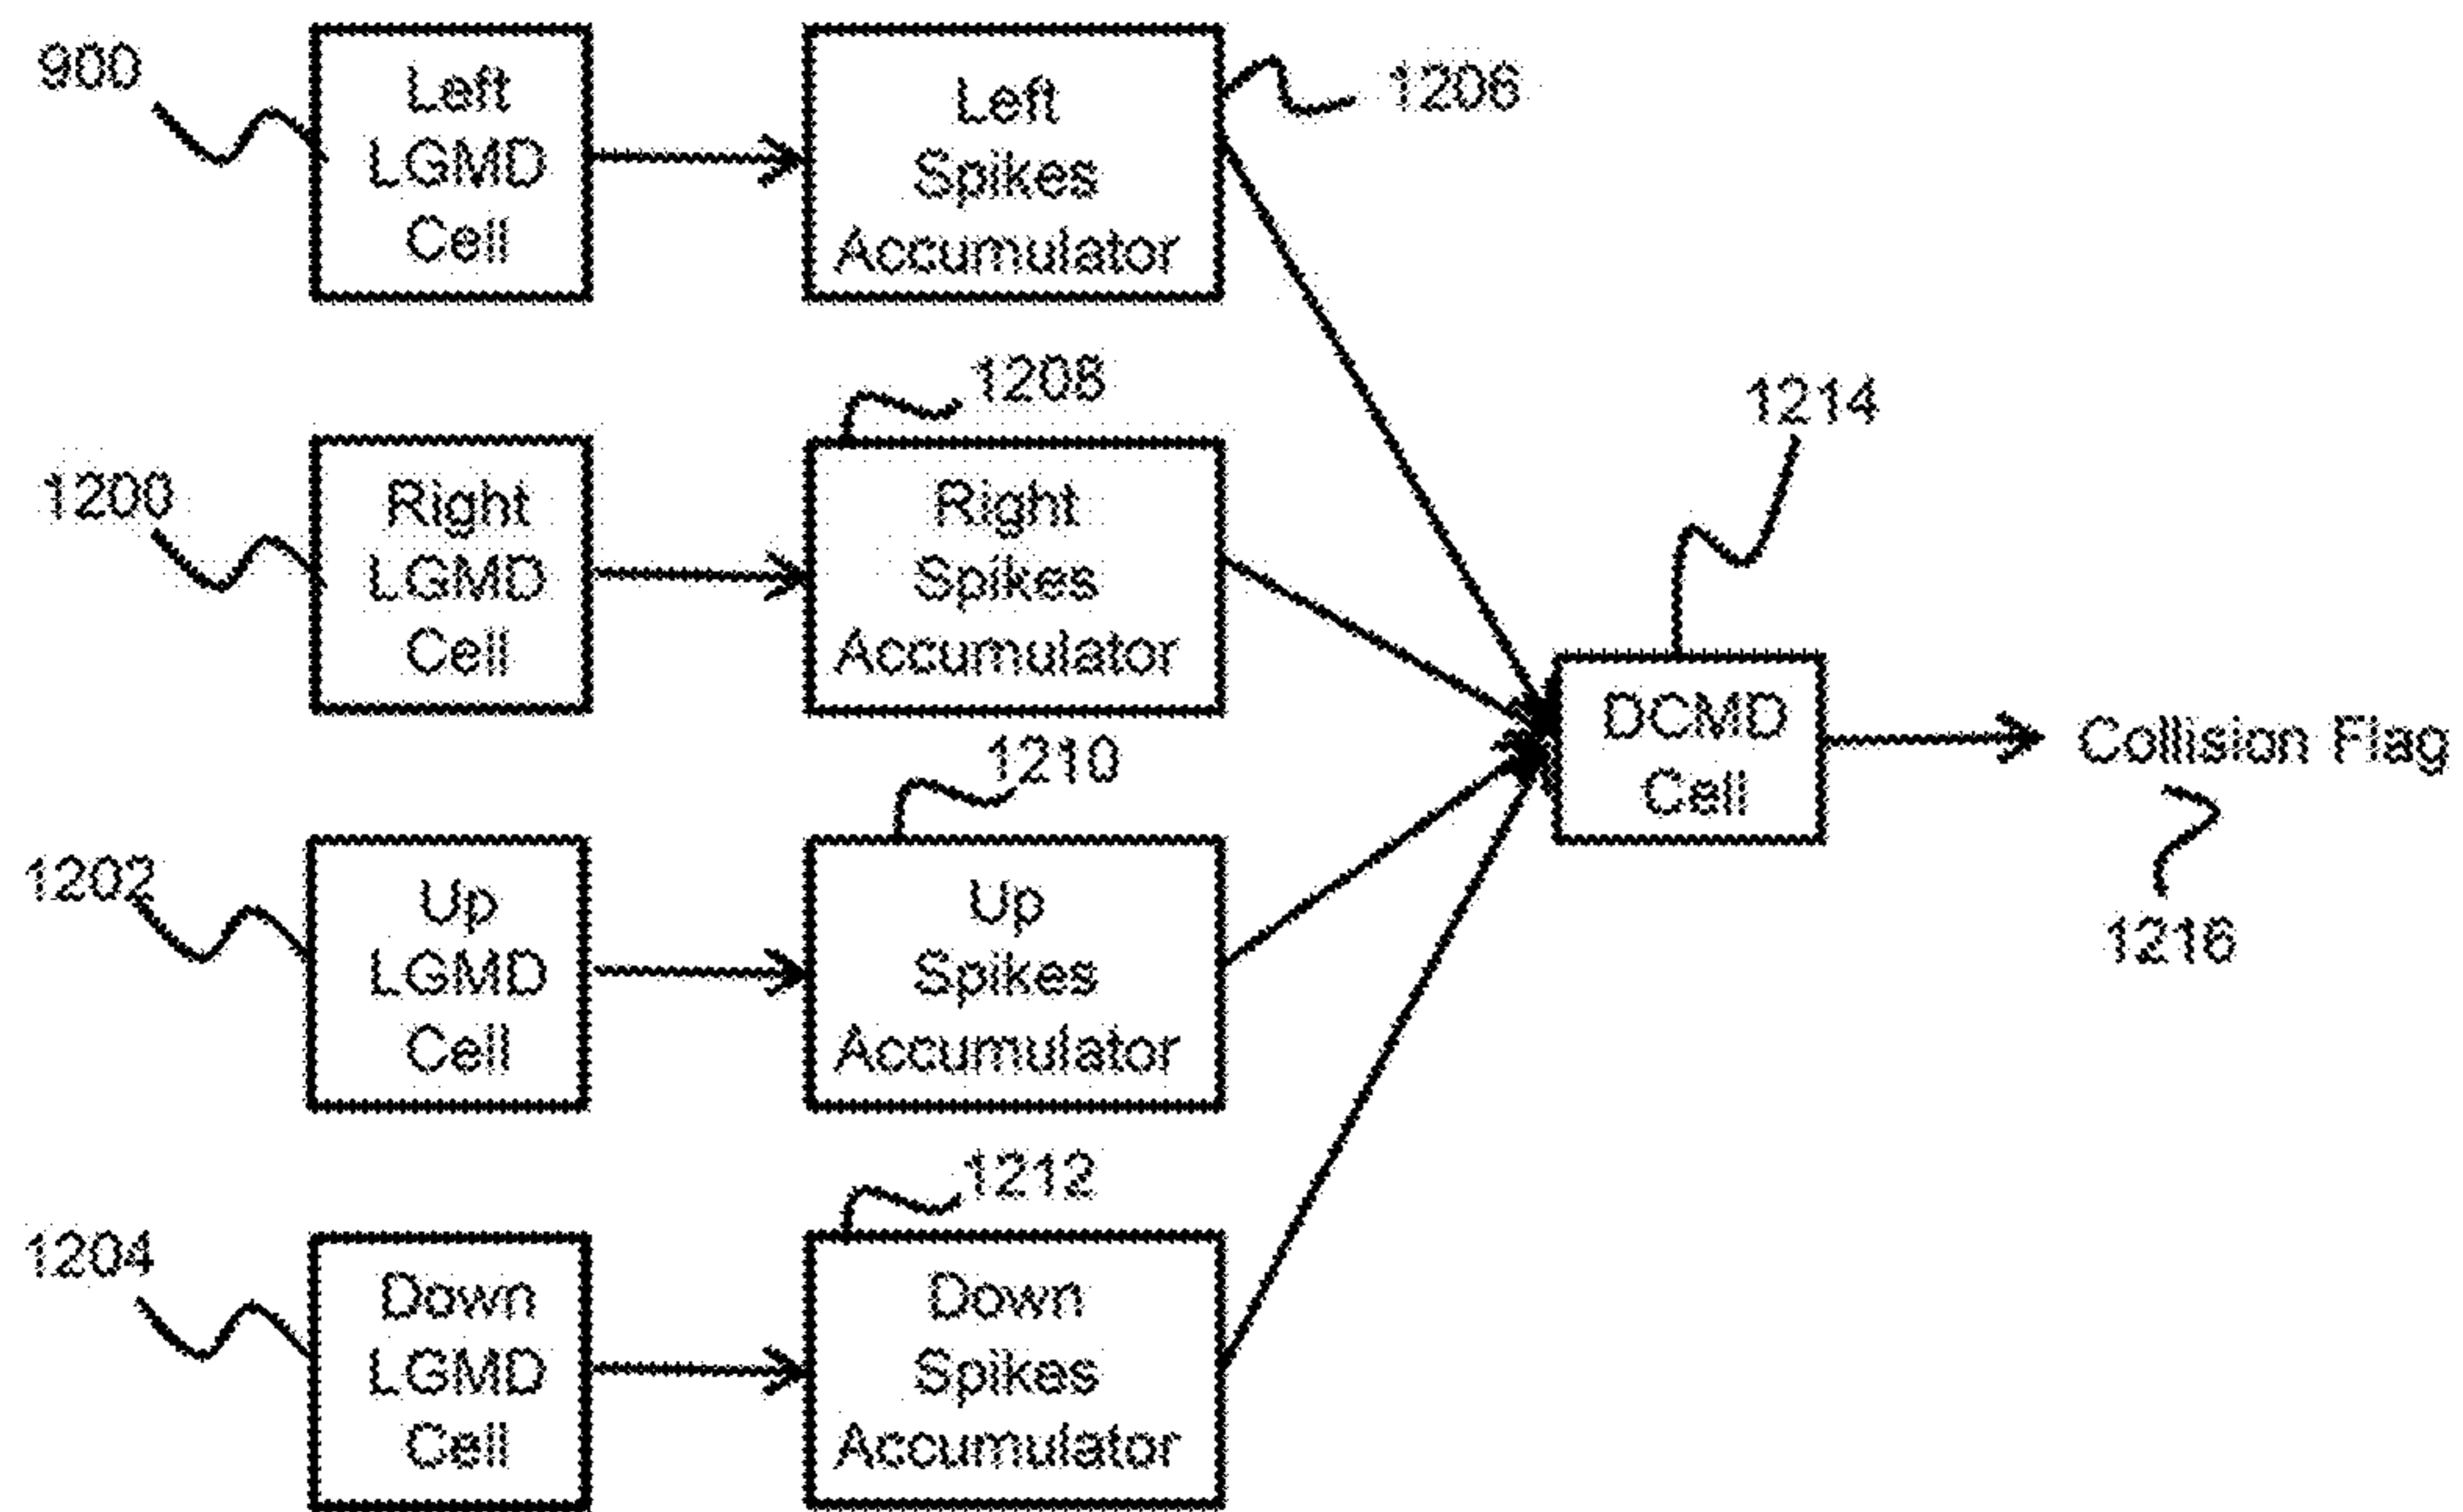 900
Left
LGMD
Cell
Left
Spikes
Accumulator
1206
1200
Right
LGMD
Cell
1208
Right
Spikes
Accumulator
1214
1202
Up
LGMD
Cell
1210
Up
Spikes
Accumulator
DCMD
Cell
Collision Flag
1216
1204
Down
LGMD
Cell
1212
Down
Spikes
Accumulator